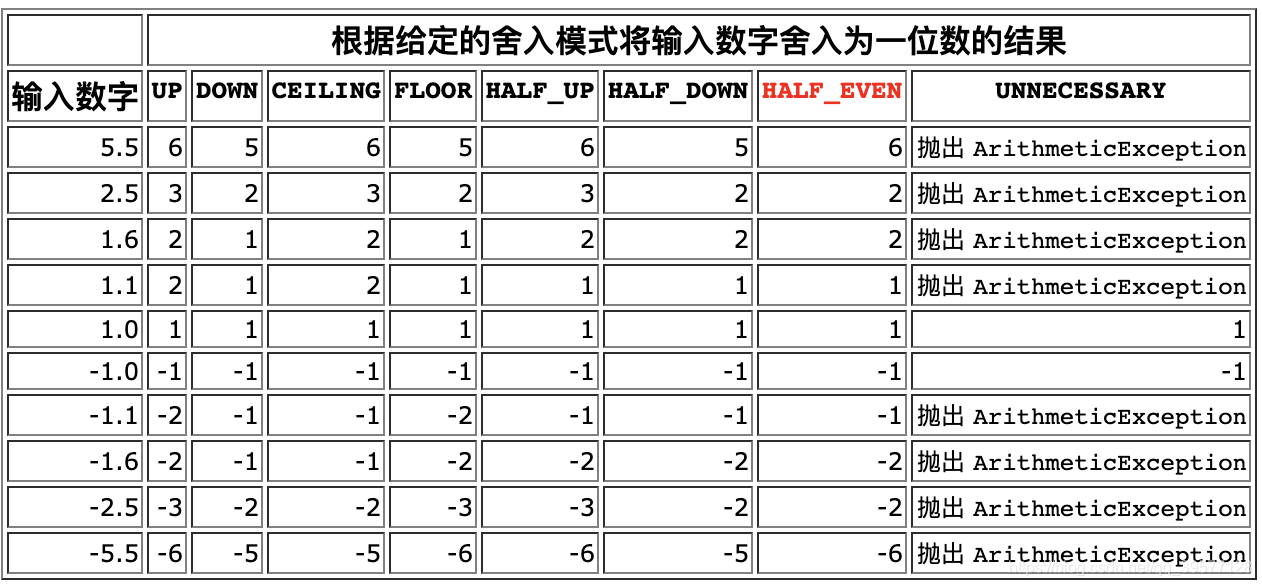 根据给定的舍入模式将输入数字舍入为一位数的结果
输入数字 UP DOWN CEILING FLOOR HALF_UP HALF_DOWN HALF_EVEN UNNECESSARY
5.5 6 5 6 5 6 5 6 抛出 ArithmeticException
2.5 3 2 3 2 3 2 2 抛出 ArithmeticException
1.6 2 1 2 1 2 2 2 抛出 ArithmeticException
1.1 2 1 2 1 1 1 1 抛出 ArithmeticException
1.0 1 1 1 1 1 1 1 1
-1.0 -1 -1 -1 -1 -1 -1 -1 -1
-1.1 -2 -1 -1 -2 -1 -1 -1 抛出 ArithmeticException
-1.6 -2 -1 -1 -2 -2 -2 -2 抛出 ArithmeticException
-2.5 -3 -2 -2 -3 -3 -2 -2 抛出 ArithmeticException
-5.5 -6 -5 -5 -6 -6 -5 -6 抛出 ArithmeticException